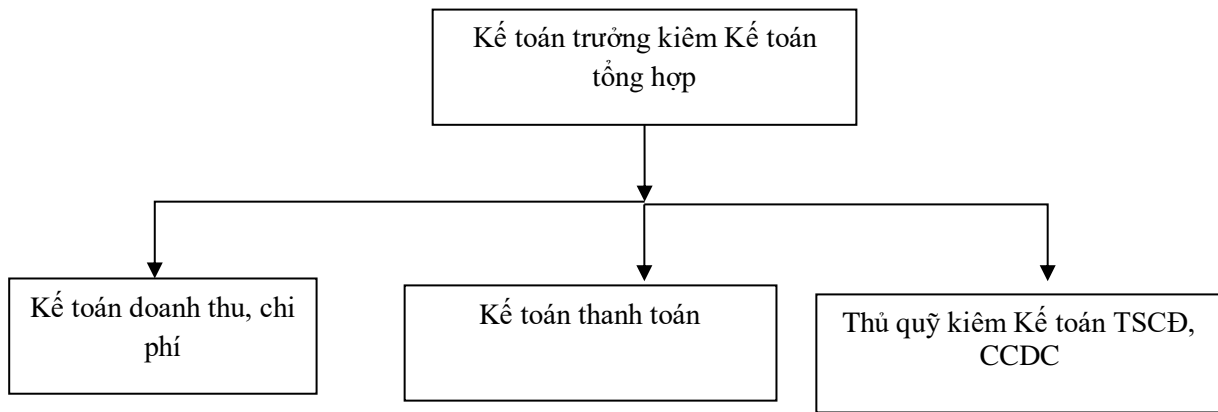 Kế toán trưởng kiêm Kế toán
tổng hợp
Kế toán doanh thu, chi
phí
Kế toán thanh toán
Thủ quỹ kiêm Kế toán TSCĐ,
CCDC